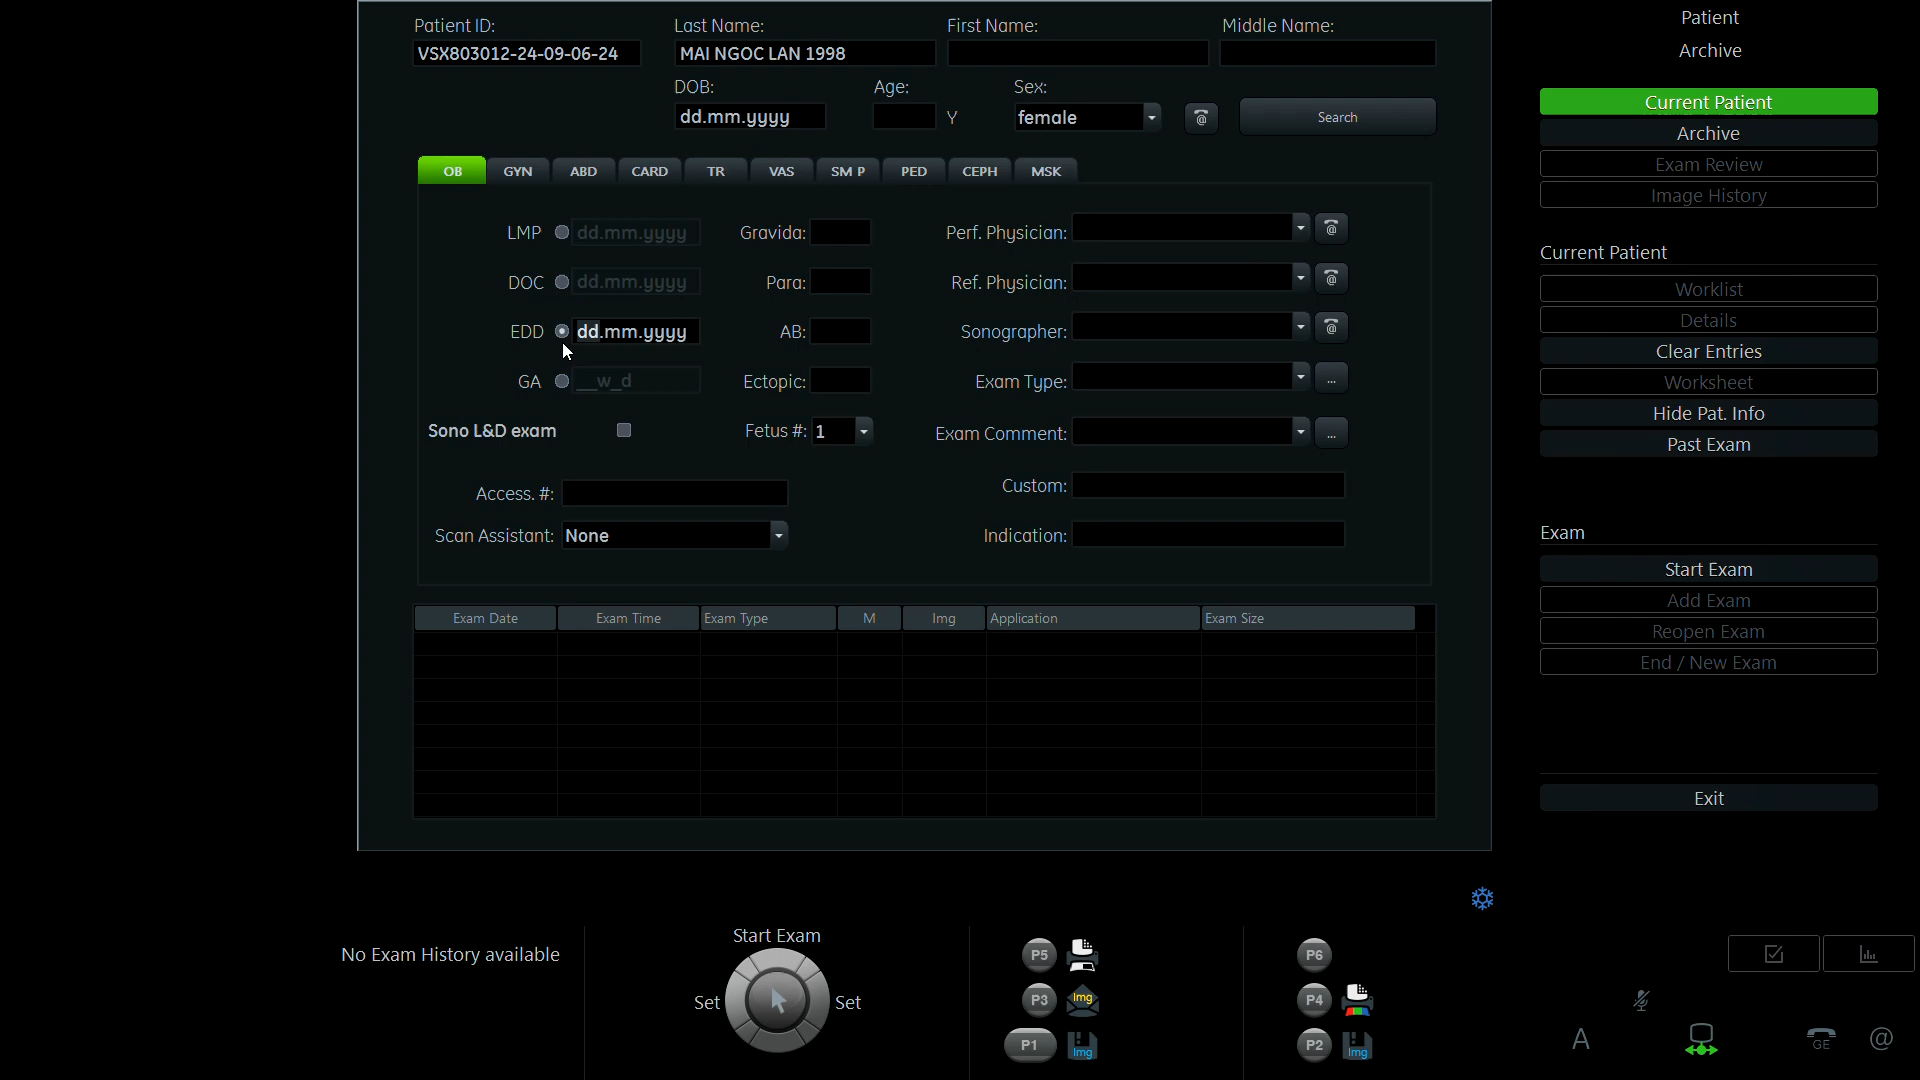 Patient ID: Last Name: First Name: Middle Name:
VSX803012-24-09-06-24 MAI NGOC LAN 1998
DOB: Age: Sex:
dd.mm.yyyy Y female @ Search
OB GYN ABD CARD TR VAS SM P PED CEPH MSK
LMP dd.mm.yyyy Gravida: Perf. Physician: @
DOC dd.mm.yyyy Para: Ref. Physician: @
EDD dd.mm.yyyy AB: Sonographer: @
GA __w_d Ectopic: Exam Type: ...
Sono L&D exam Fetus #: 1 Exam Comment: ...
Access. #: Custom:
Scan Assistant: None Indication:
Exam Date Exam Time Exam Type M Img Application Exam Size
Patient
Archive
Current Patient
Archive
Exam Review
Image History
Current Patient
Worklist
Details
Clear Entries
Worksheet
Hide Pat. Info
Past Exam
Exam
Start Exam
Add Exam
Reopen Exam
End / New Exam
Exit
No Exam History available
Start Exam
Set Set
P5 P6
P3 Img P4
P1 Img P2 Img
A GE @